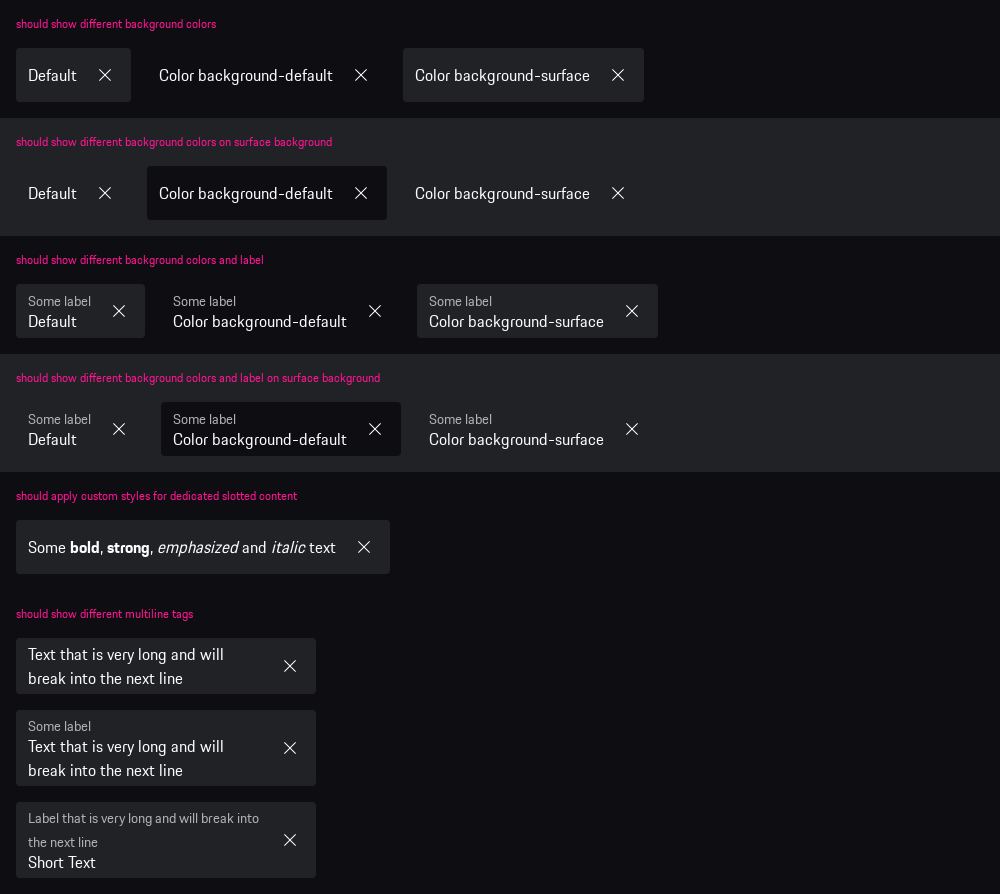 should show different background colors
Default Color background-default Color background-surface
should show different background colors on surface background
Default Color background-default Color background-surface
should show different background colors and label
Some label Some label Some label
Default Color background-default Color background-surface
should show different background colors and label on surface background
Some label Some label Some label
Default Color background-default Color background-surface
should apply custom styles for dedicated slotted content
Some bold, strong, emphasized and italic text
should show different multiline tags
Text that is very long and will
break into the next line
Some label
Text that is very long and will
break into the next line
Label that is very long and will break into
the next line
Short Text